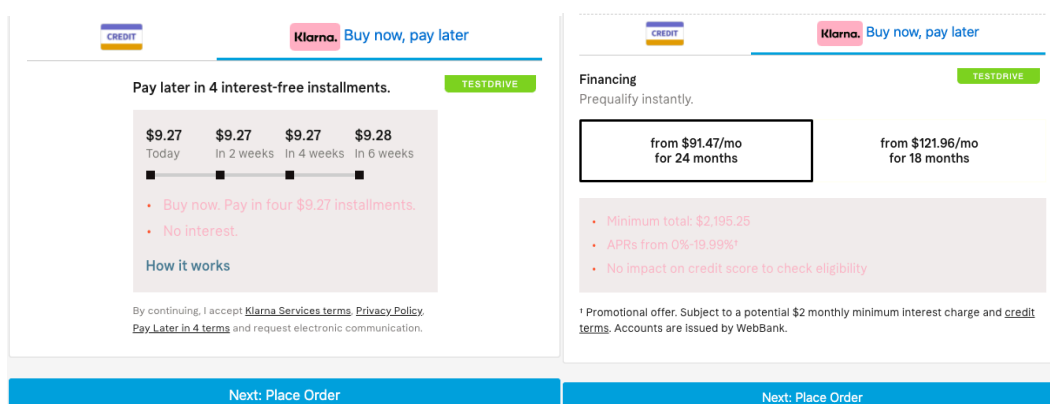 CREDIT
Klarna. Buy now, pay later
Pay later in 4 interest-free installments.
TESTDRIVE
$9.27 $9.27 $9.27 $9.28
Today In 2 weeks In 4 weeks In 6 weeks
• Buy now. Pay in four $9.27 installments.
• No interest.
How it works
By continuing, I accept Klarna Services terms, Privacy Policy,
Pay Later in 4 terms and request electronic communication.
Next: Place Order
CREDIT
Klarna. Buy now, pay later
Financing
TESTDRIVE
Prequalify instantly.
from $91.47/mo
for 24 months
from $121.96/mo
for 18 months
• Minimum total: $2,195.25
• APRs from 0%-19.99%†
• No impact on credit score to check eligibility
† Promotional offer. Subject to a potential $2 monthly minimum interest charge and credit
terms. Accounts are issued by WebBank.
Next: Place Order